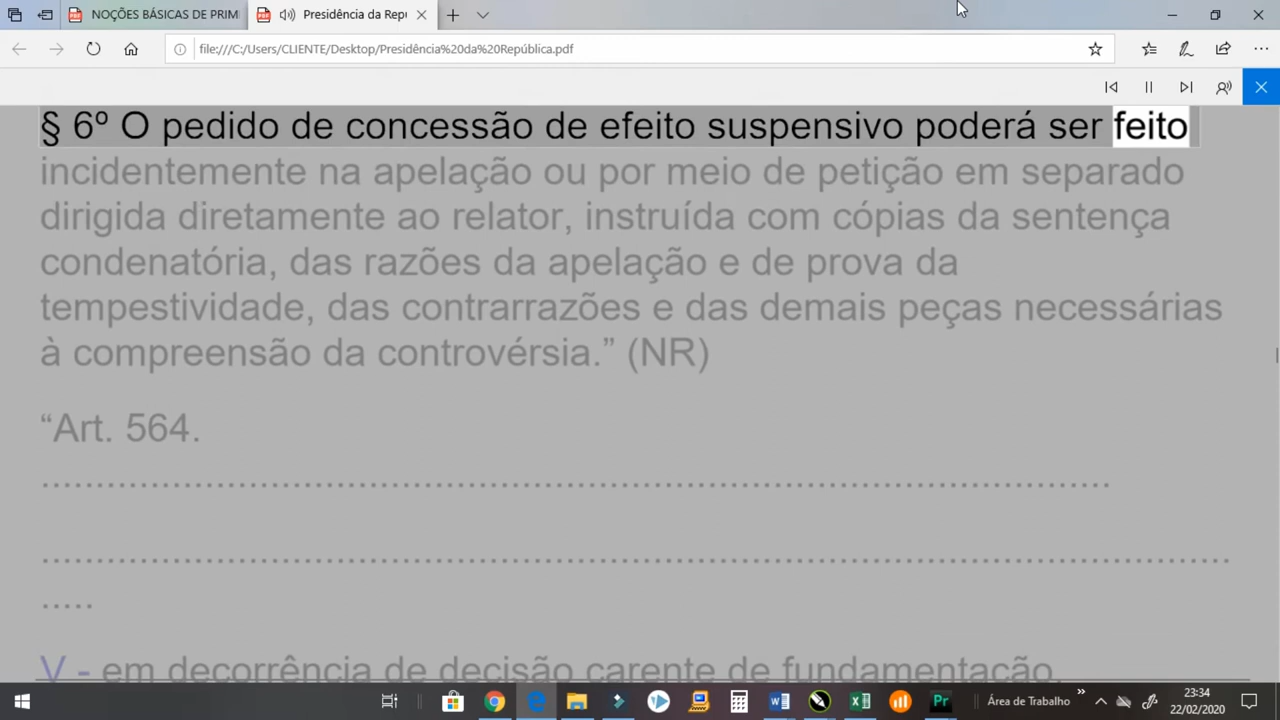 NOÇÕES BÁSICAS DE PRIM
Presidência da Repú
file:///C:/Users/CLIENTE/Desktop/Presidência%20da%20República.pdf
§ 6º O pedido de concessão de efeito suspensivo poderá ser feito
incidentemente na apelação ou por meio de petição em separado
dirigida diretamente ao relator, instruída com cópias da sentença
condenatória, das razões da apelação e de prova da
tempestividade, das contrarrazões e das demais peças necessárias
à compreensão da controvérsia.” (NR)
“Art. 564.
...................................................................................................
..............................................................................................................
.....
V - em decorrência de decisão carente de fundamentação.
Área de Trabalho
23:34
22/02/2020